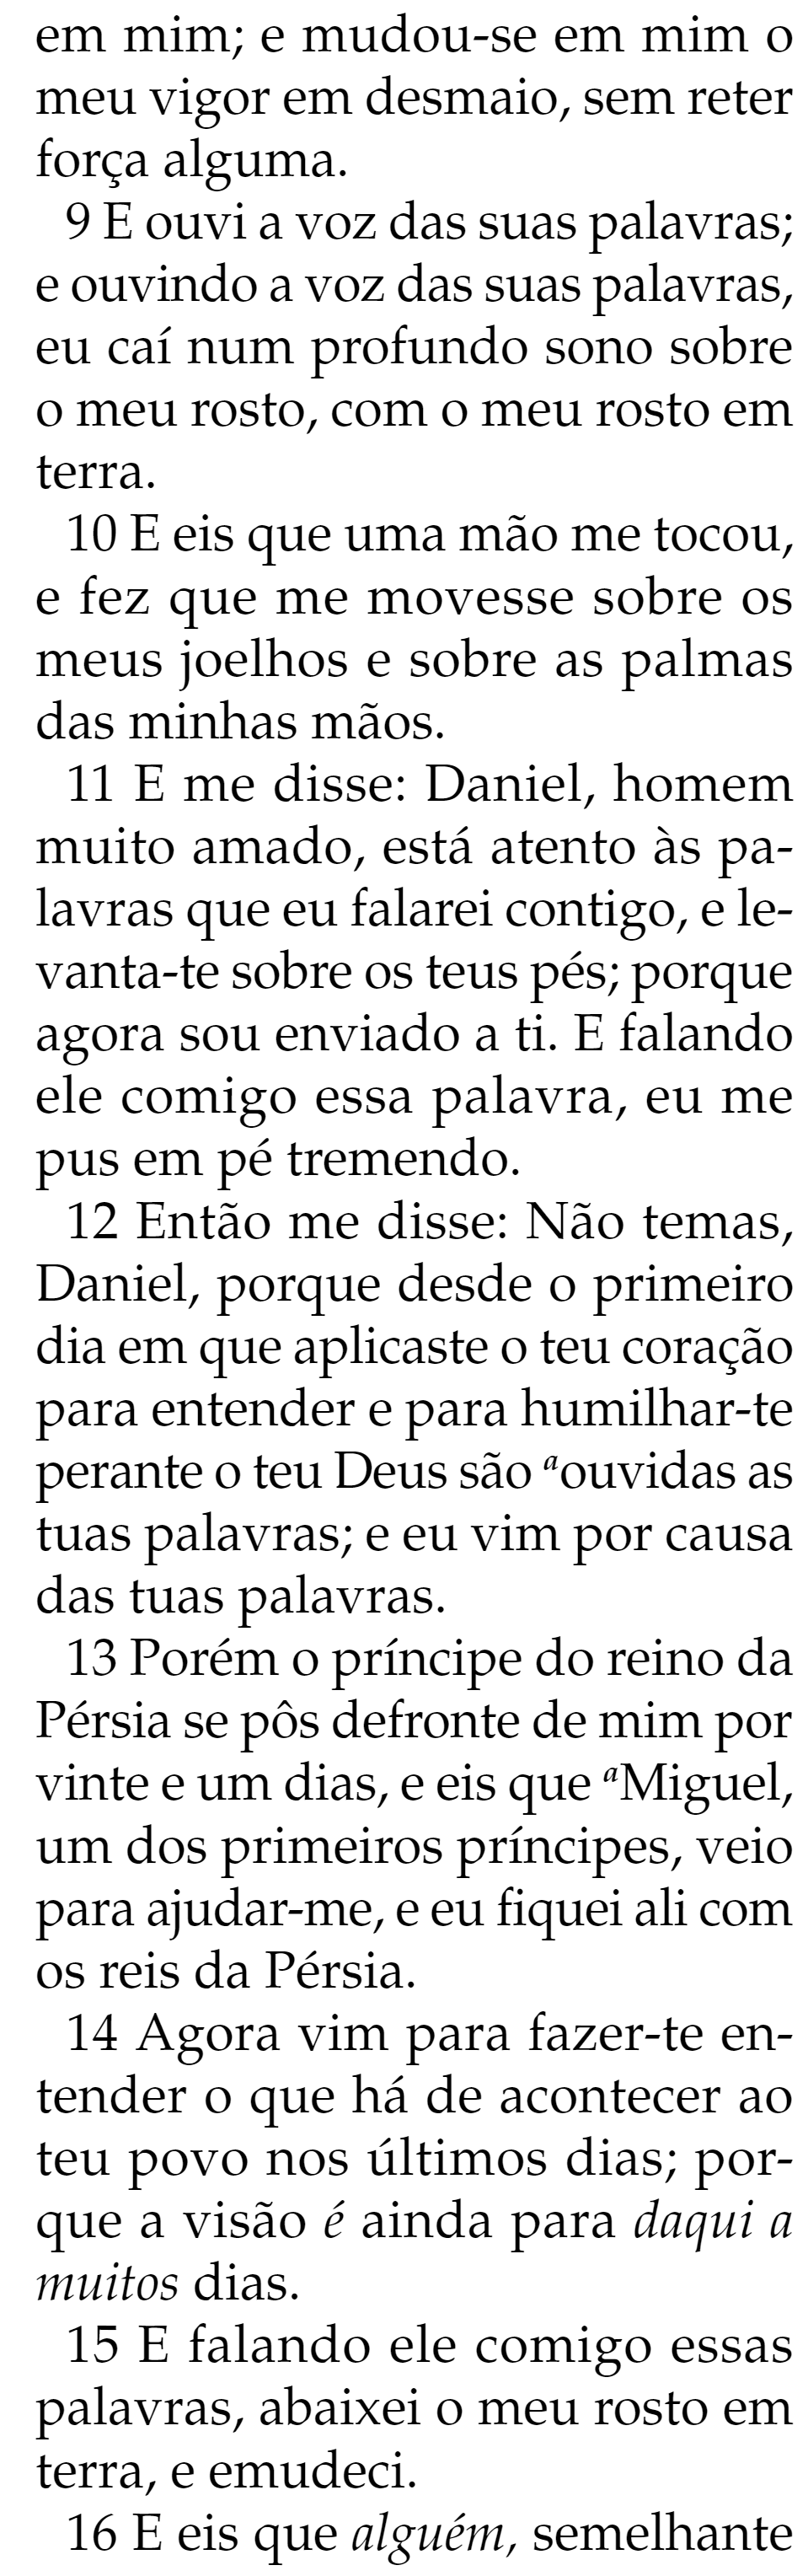 em mim; e mudou-se em mim o
meu vigor em desmaio, sem reter
força alguma.
9 E ouvi a voz das suas palavras;
e ouvindo a voz das suas palavras,
eu caí num profundo sono sobre
o meu rosto, com o meu rosto em
terra.
10 E eis que uma mão me tocou,
e fez que me movesse sobre os
meus joelhos e sobre as palmas
das minhas mãos.
11 E me disse: Daniel, homem
muito amado, está atento às pa-
lavras que eu falarei contigo, e le-
vanta-te sobre os teus pés; porque
agora sou enviado a ti. E falando
ele comigo essa palavra, eu me
pus em pé tremendo.
12 Então me disse: Não temas,
Daniel, porque desde o primeiro
dia em que aplicaste o teu coração
para entender e para humilhar-te
perante o teu Deus são ᵃouvidas as
tuas palavras; e eu vim por causa
das tuas palavras.
13 Porém o príncipe do reino da
Pérsia se pôs defronte de mim por
vinte e um dias, e eis que ᵃMiguel,
um dos primeiros príncipes, veio
para ajudar-me, e eu fiquei ali com
os reis da Pérsia.
14 Agora vim para fazer-te en-
tender o que há de acontecer ao
teu povo nos últimos dias; por-
que a visão é ainda para daqui a
muitos dias.
15 E falando ele comigo essas
palavras, abaixei o meu rosto em
terra, e emudeci.
16 E eis que alguém, semelhante